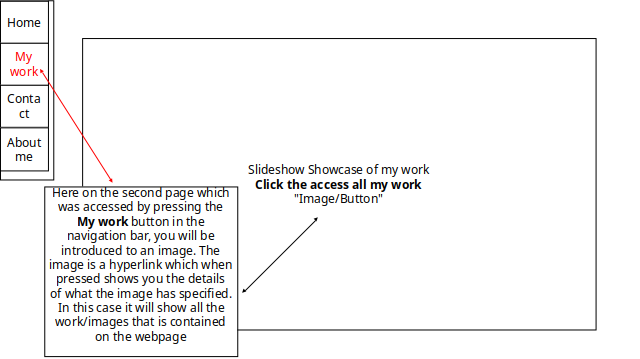 Home
My
work
Conta
ct
About
me
Slideshow Showcase of my work
Click the access all my work
"Image/Button"
Here on the second page which
was accessed by pressing the
My work button in the
navigation bar, you will be
introduced to an image. The
image is a hyperlink which when
pressed shows you the details
of what the image has specified.
In this case it will show all the
work/images that is contained
on the webpage